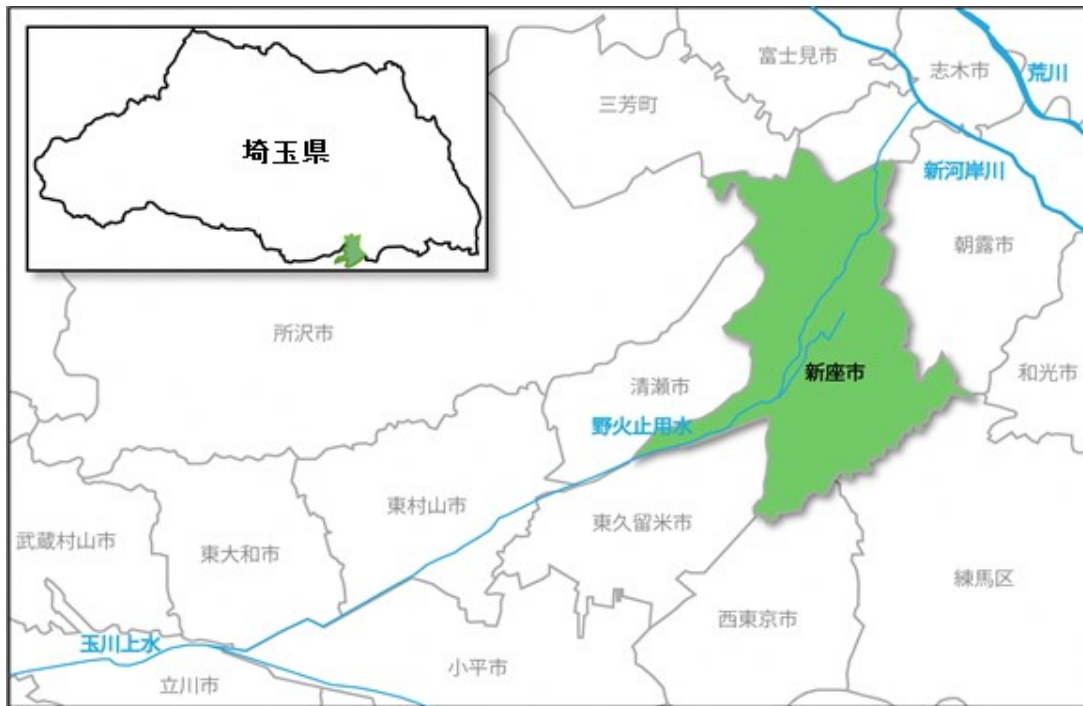 埼玉県
富士見市
志木市
荒川
三芳町
新河岸川
朝霞市
所沢市
和光市
新座市
清瀬市
野火止用水
東村山市
東久留米市
武蔵村山市
東大和市
練馬区
西東京市
玉川上水
小平市
立川市